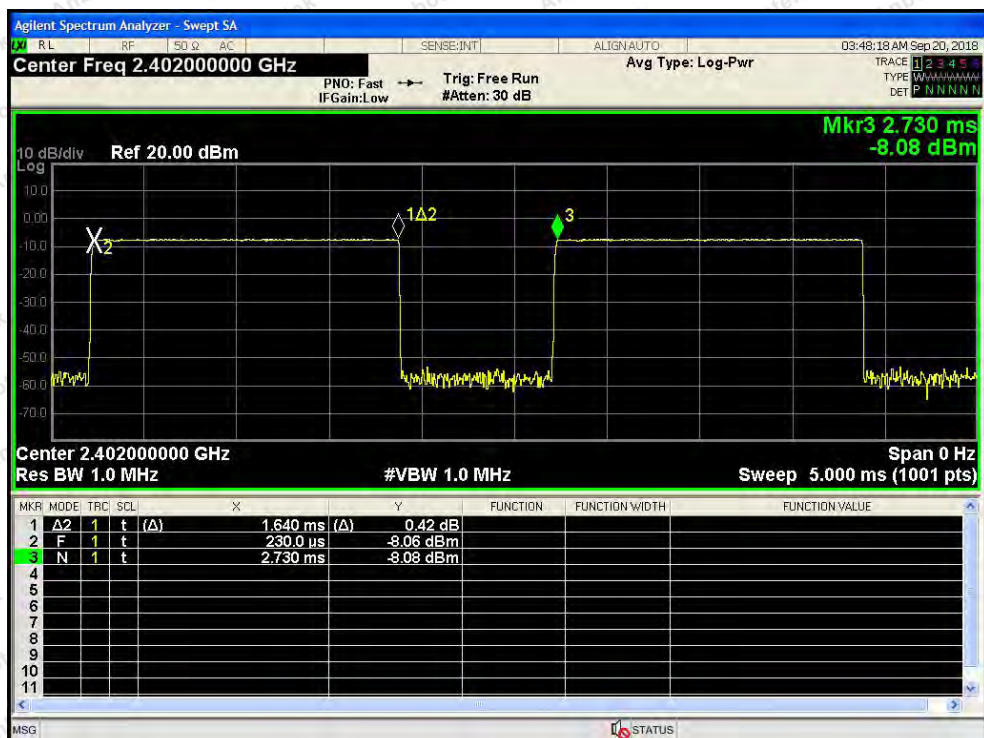 Agilent Spectrum Analyzer - Swept SA
LXI RL RF 50 Ω AC SENSE:INT ALIGN AUTO 03:48:18 AM Sep 20, 2018
Center Freq 2.402000000 GHz Avg Type: Log-Pwr TRACE 1 2 3 4 5 6
PNO: Fast Trig: Free Run TYPE W
IFGain:Low #Atten: 30 dB DET P N N N N N
Mkr3 2.730 ms
10 dB/div Ref 20.00 dBm -8.08 dBm
Log
10.0
0.00 1Δ2 3
-10.0 2
-20.0
-30.0
-40.0
-50.0
-60.0
-70.0
Center 2.402000000 GHz Span 0 Hz
Res BW 1.0 MHz #VBW 1.0 MHz Sweep 5.000 ms (1001 pts)
MKR MODE TRC SCL X Y FUNCTION FUNCTION WIDTH FUNCTION VALUE
1 Δ2 1 t (Δ) 1.640 ms (Δ) 0.42 dB
2 F 1 t 230.0 µs -8.06 dBm
3 N 1 t 2.730 ms -8.08 dBm
4
5
6
7
8
9
10
11
MSG STATUS